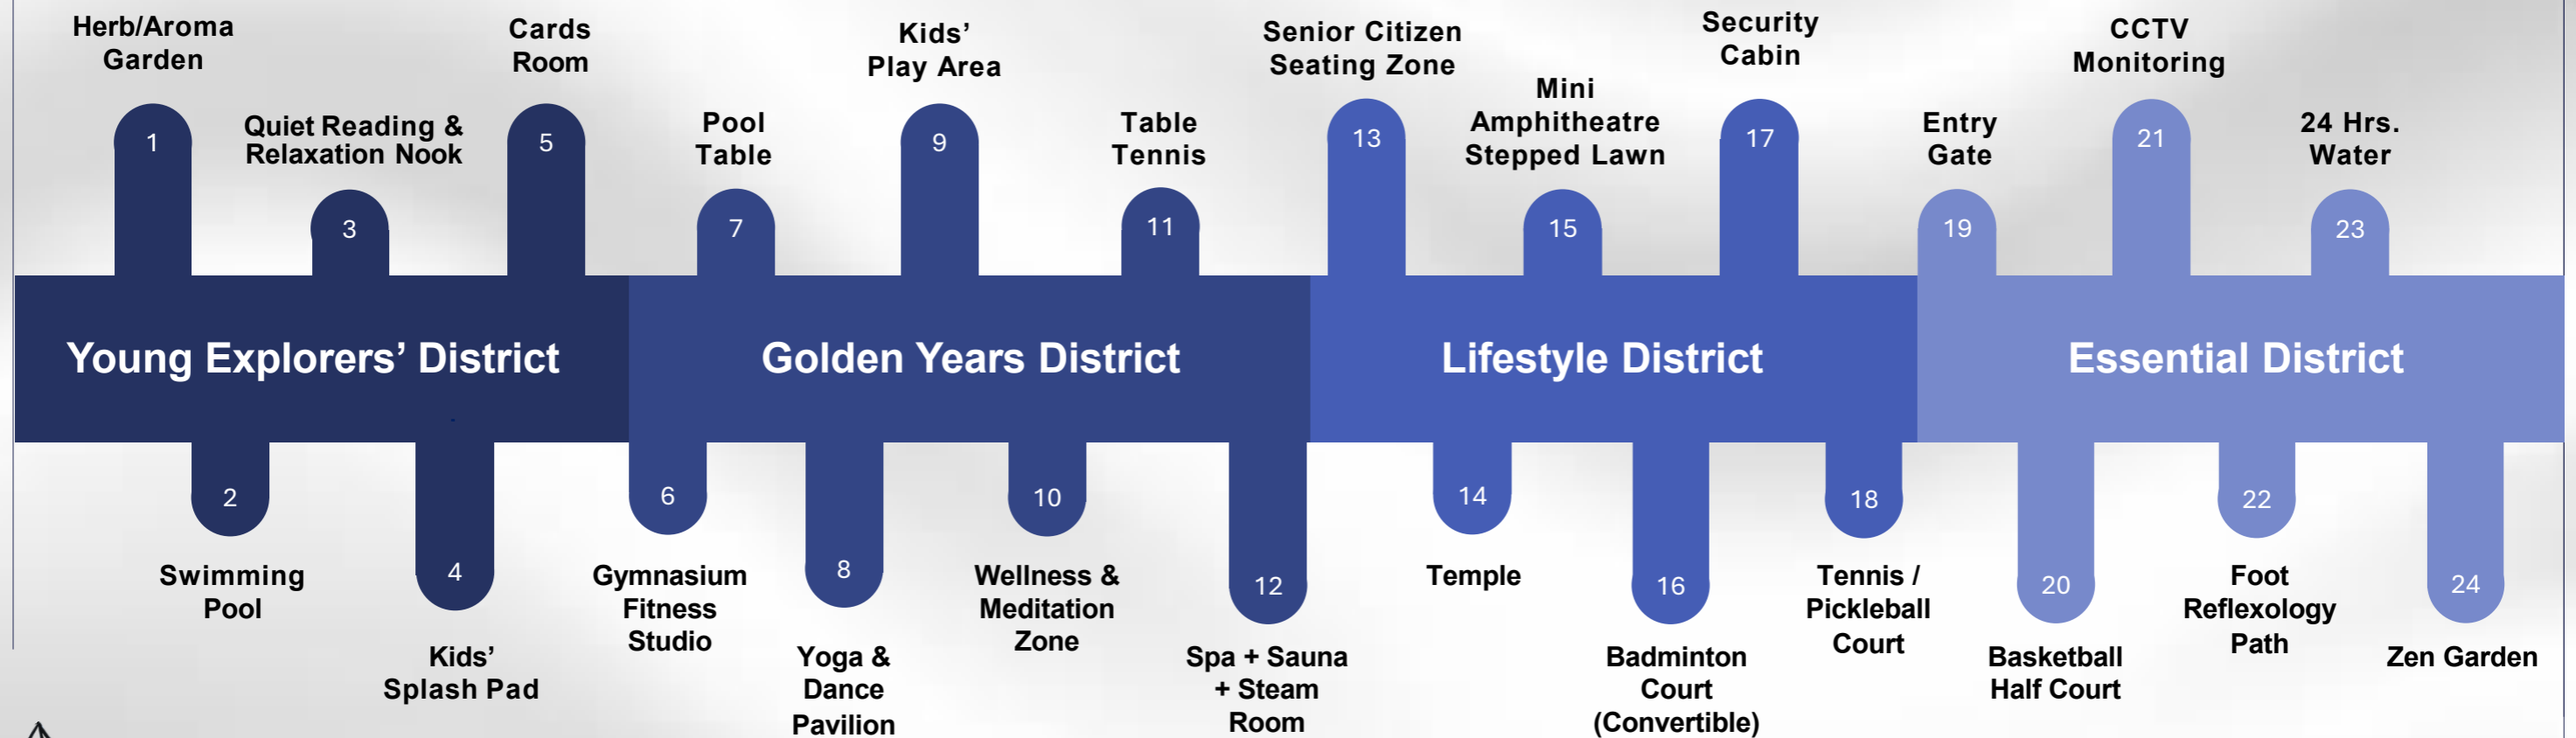 Herb/Aroma
Garden
1
Quiet Reading &
Relaxation Nook
3
Cards
Room
5
Pool
Table
7
Kids’
Play Area
9
Table
Tennis
11
Senior Citizen
Seating Zone
13
Mini
Amphitheatre
Stepped Lawn
15
Security
Cabin
17
Entry
Gate
19
CCTV
Monitoring
21
24 Hrs.
Water
23
Young Explorers’ District
Golden Years District
Lifestyle District
Essential District
2
Swimming
Pool
4
Kids’
Splash Pad
6
Gymnasium
Fitness
Studio
8
Yoga &
Dance
Pavilion
10
Wellness &
Meditation
Zone
12
Spa + Sauna
+ Steam
Room
14
Temple
16
Badminton
Court
(Convertible)
18
Tennis /
Pickleball
Court
20
Basketball
Half Court
22
Foot
Reflexology
Path
24
Zen Garden